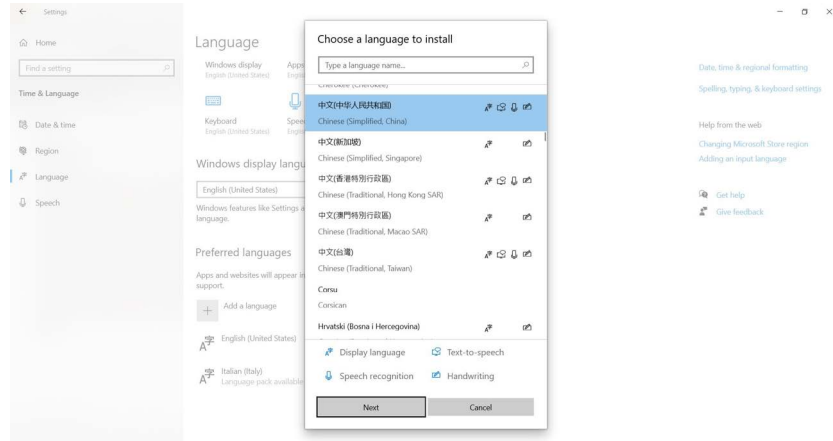 Settings
Home
Find a setting
Time & Language
Date & time
Region
Language
Speech
Language
Windows display
English (United States)
Apps
Keyboard
English (United States)
Windows display langu
English (United States)
Windows features like Settings a
language.
Preferred languages
Apps and websites will appear in
support.
Add a language
English (United States)
Italian (Italy)
Language pack available
Choose a language to install
Type a language name...
Cherokee (Cherokee)
中文(中华人民共和国)
Chinese (Simplified, China)
中文(新加坡)
Chinese (Simplified, Singapore)
中文(香港特別行政區)
Chinese (Traditional, Hong Kong SAR)
中文(澳門特別行政區)
Chinese (Traditional, Macao SAR)
中文(台灣)
Chinese (Traditional, Taiwan)
Corsu
Corsican
Hrvatski (Bosna i Hercegovina)
Display language
Text-to-speech
Speech recognition
Handwriting
Next
Cancel
Date, time & regional formatting
Spelling, typing, & keyboard settings
Help from the web
Changing Microsoft Store region
Adding an input language
Get help
Give feedback